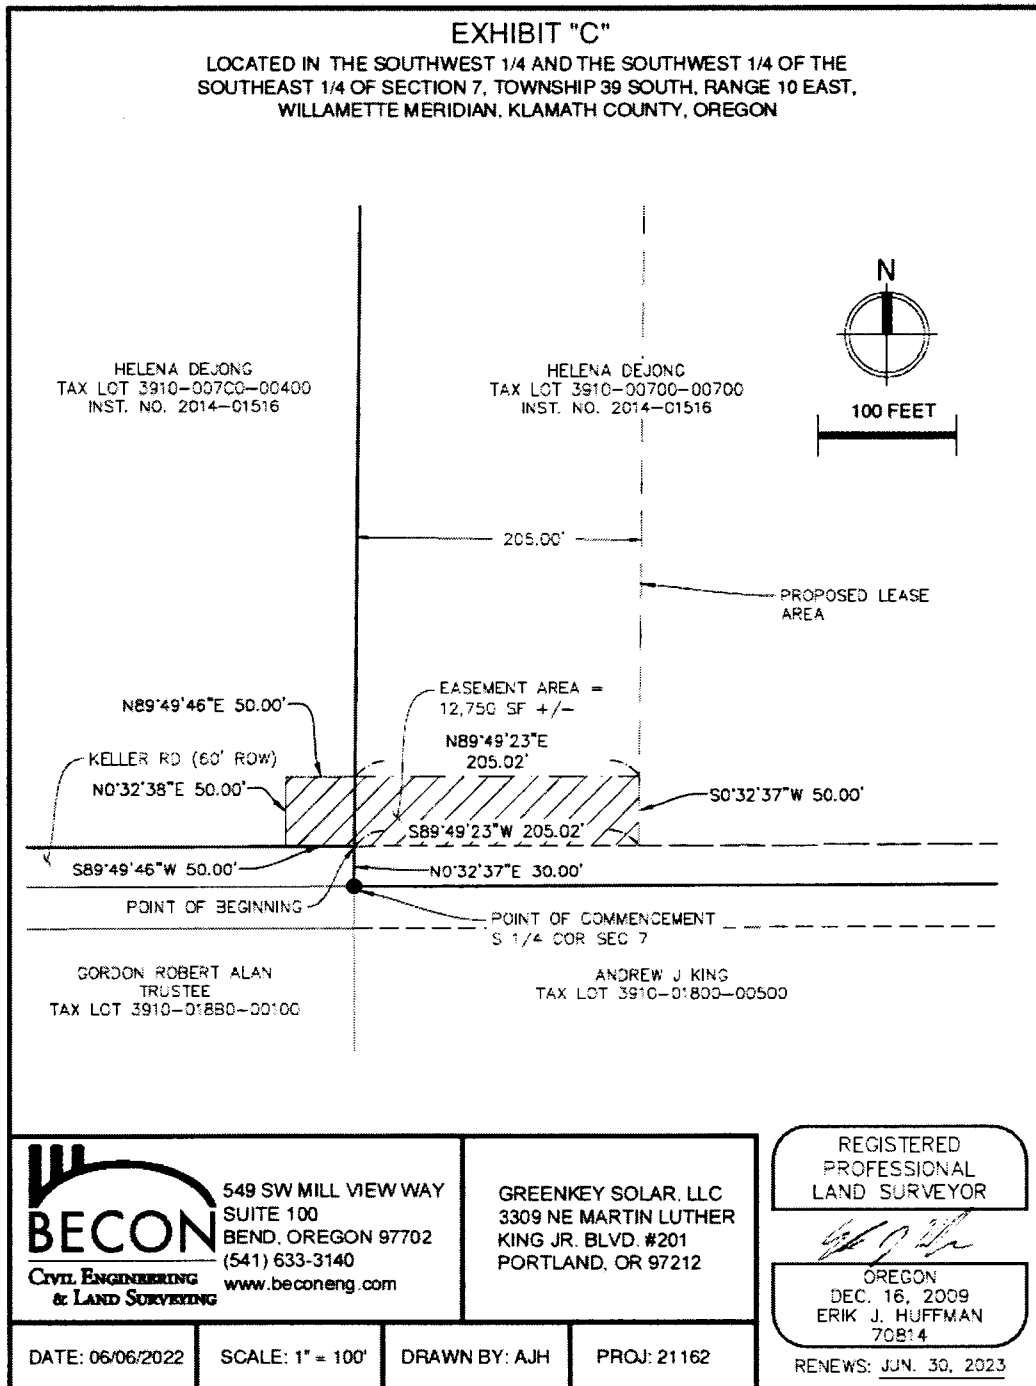 EXHIBIT "C"
LOCATED IN THE SOUTHWEST 1/4 AND THE SOUTHWEST 1/4 OF THE
SOUTHEAST 1/4 OF SECTION 7, TOWNSHIP 39 SOUTH, RANGE 10 EAST,
WILLAMETTE MERIDIAN, KLAMATH COUNTY, OREGON
N
HELENA DEJONG
TAX LOT 3910-007C0-00400
INST. NO. 2014-01516
HELENA DEJONG
TAX LOT 3910-00700-00700
INST. NO. 2014-01516
100 FEET
205.00'
PROPOSED LEASE
AREA
EASEMENT AREA =
12,750 SF +/-
N89°49'46"E 50.00'
N89°49'23"E
205.02'
KELLER RD (60' ROW)
N0°32'38"E 50.00'
S0°32'37"W 50.00'
S89°49'23"W 205.02'
S89°49'46"W 50.00'
N0°32'37"E 30.00'
POINT OF BEGINNING
POINT OF COMMENCEMENT
S 1/4 COR SEC 7
GORDON ROBERT ALAN
TRUSTEE
TAX LOT 3910-018B0-00100
ANDREW J KING
TAX LOT 3910-01800-00500
BECON
CIVIL ENGINEERING
& LAND SURVEYING
549 SW MILL VIEW WAY
SUITE 100
BEND, OREGON 97702
(541) 633-3140
www.beconeng.com
GREENKEY SOLAR, LLC
3309 NE MARTIN LUTHER
KING JR. BLVD. #201
PORTLAND, OR 97212
REGISTERED
PROFESSIONAL
LAND SURVEYOR
OREGON
DEC. 16, 2009
ERIK J. HUFFMAN
70814
RENEWS: JUN. 30, 2023
DATE: 06/06/2022
SCALE: 1" = 100'
DRAWN BY: AJH
PROJ: 21162